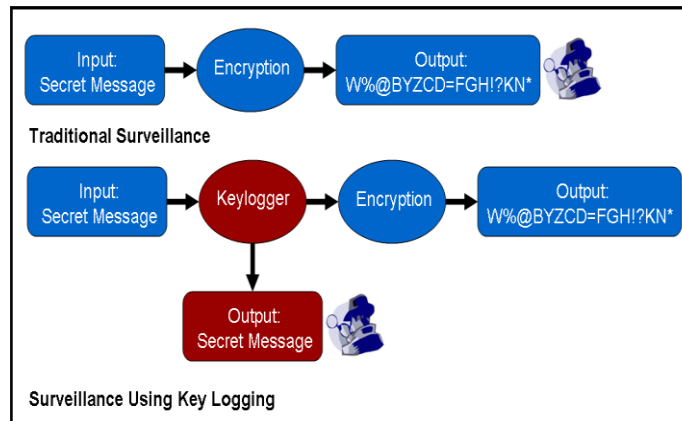 Input:
Secret Message
Encryption
Output:
W%@BYZCD=FGH!?KN*
Traditional Surveillance
Input:
Secret Message
Keylogger
Encryption
Output:
W%@BYZCD=FGH!?KN*
Output:
Secret Message
Surveillance Using Key Logging